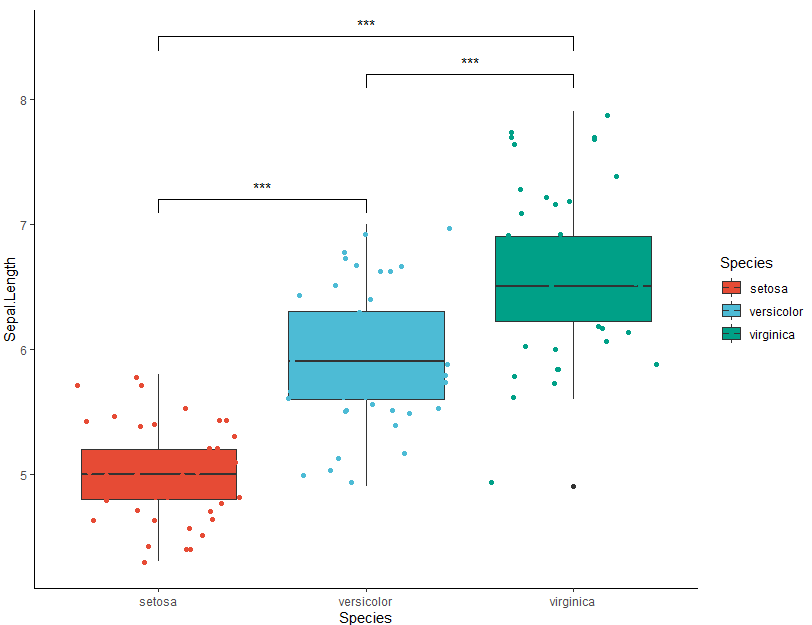 ***
***
***
8
7
6
5
Sepal.Length
setosa
versicolor
virginica
Species
Species
setosa
versicolor
virginica